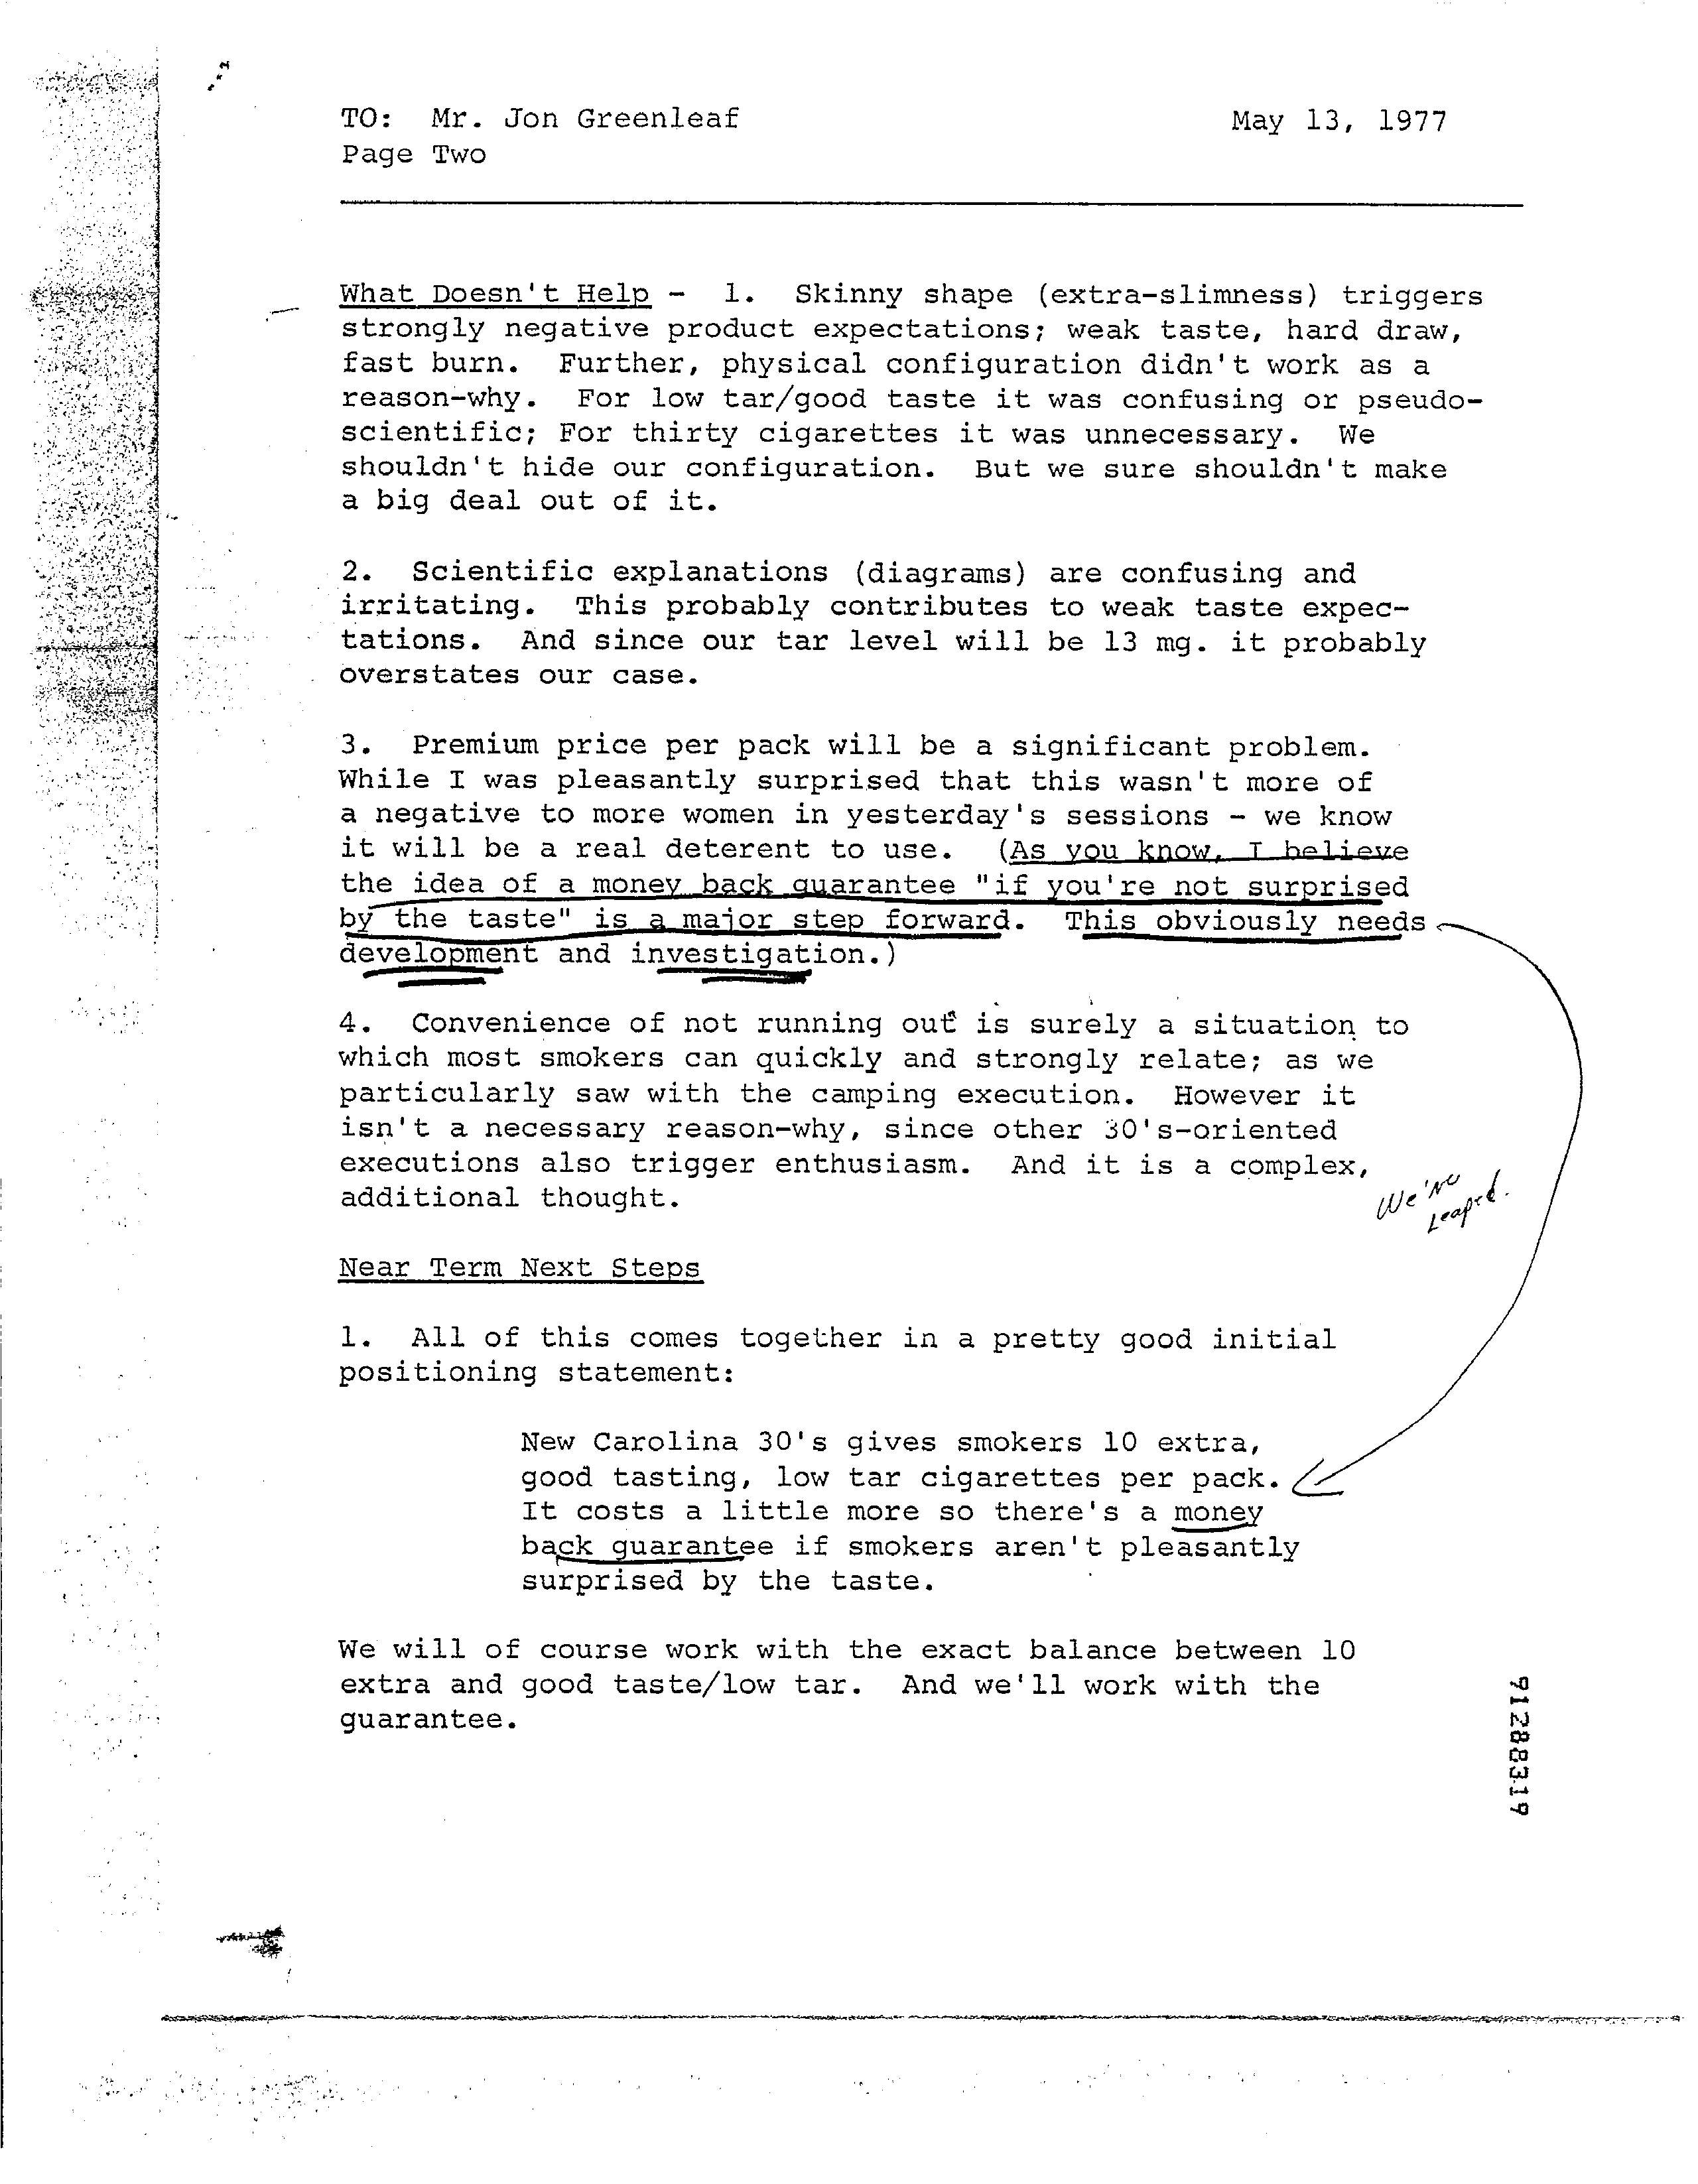 TO: Mr. Jon Greenleaf May 13, 1977
Page Two
What Doesn't Help - 1. Skinny shape (extra-slimness) triggers
strongly negative product expectations; weak taste, hard draw,
fast burn. Further, physical configuration didn't work as a
reason-why. For low tar/good taste it was confusing or pseudo-
scientific; For thirty cigarettes it was unnecessary. We
shouldn't hide our configuration. But we sure shouldn't make
a big deal out of it.
2. Scientific explanations (diagrams) are confusing and
irritating. This probably contributes to weak taste expec-
tations. And since our tar level will be 13 mg. it probably
overstates our case.
3. Premium price per pack will be a significant problem.
While I was pleasantly surprised that this wasn't more of
a negative to more women in yesterday's sessions - we know
it will be a real deterent to use. (As you know, I believe
the idea of a money back guarantee "if you're not surprised
by the taste" is a major step forward. This obviously needs
development and investigation.)
4. Convenience of not running out is surely a situation to
which most smokers can quickly and strongly relate; as we
particularly saw with the camping execution. However it
isn't a necessary reason-why, since other 30's-oriented
executions also trigger enthusiasm. And it is a complex,
additional thought.
We've
Leaped.
Near Term Next Steps
1. All of this comes together in a pretty good initial
positioning statement:
New Carolina 30's gives smokers 10 extra,
good tasting, low tar cigarettes per pack.
It costs a little more so there's a money
back guarantee if smokers aren't pleasantly
surprised by the taste.
We will of course work with the exact balance between 10
extra and good taste/low tar. And we'll work with the
guarantee.
91288319